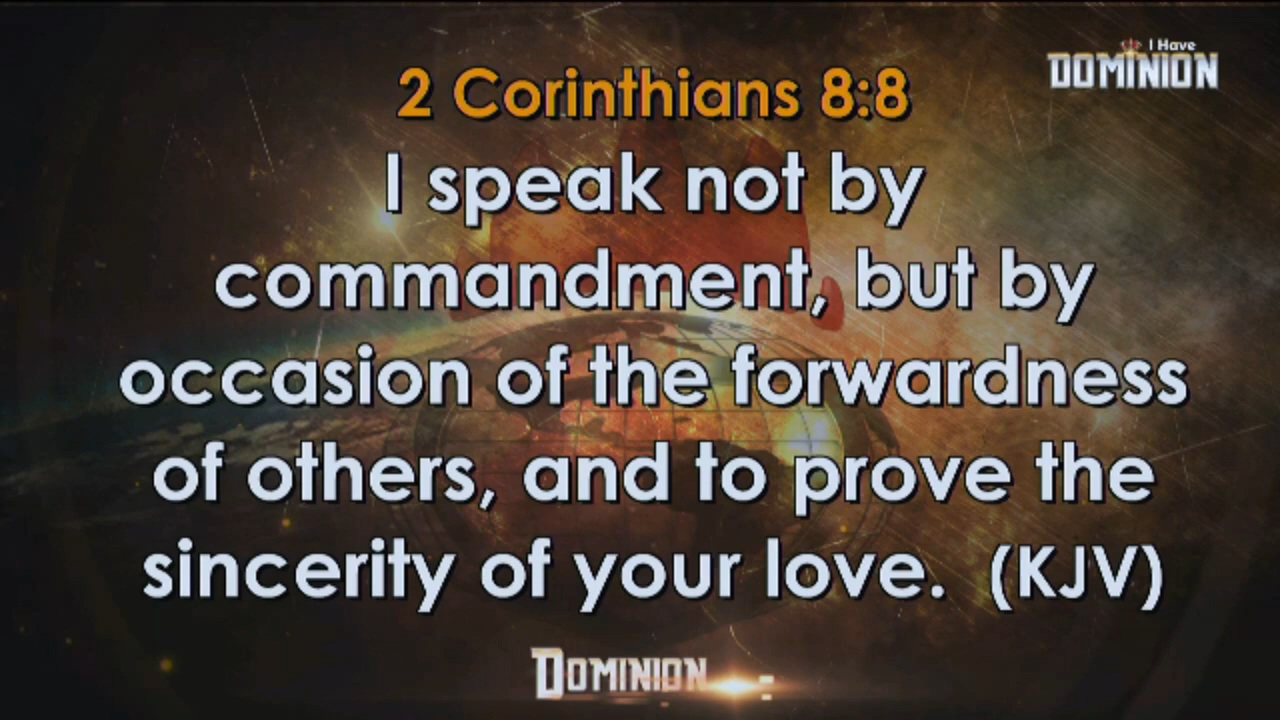 I Have
DOMINION
2 Corinthians 8:8
I speak not by
commandment, but by
occasion of the forwardness
of others, and to prove the
sincerity of your love. (KJV)
DOMINION